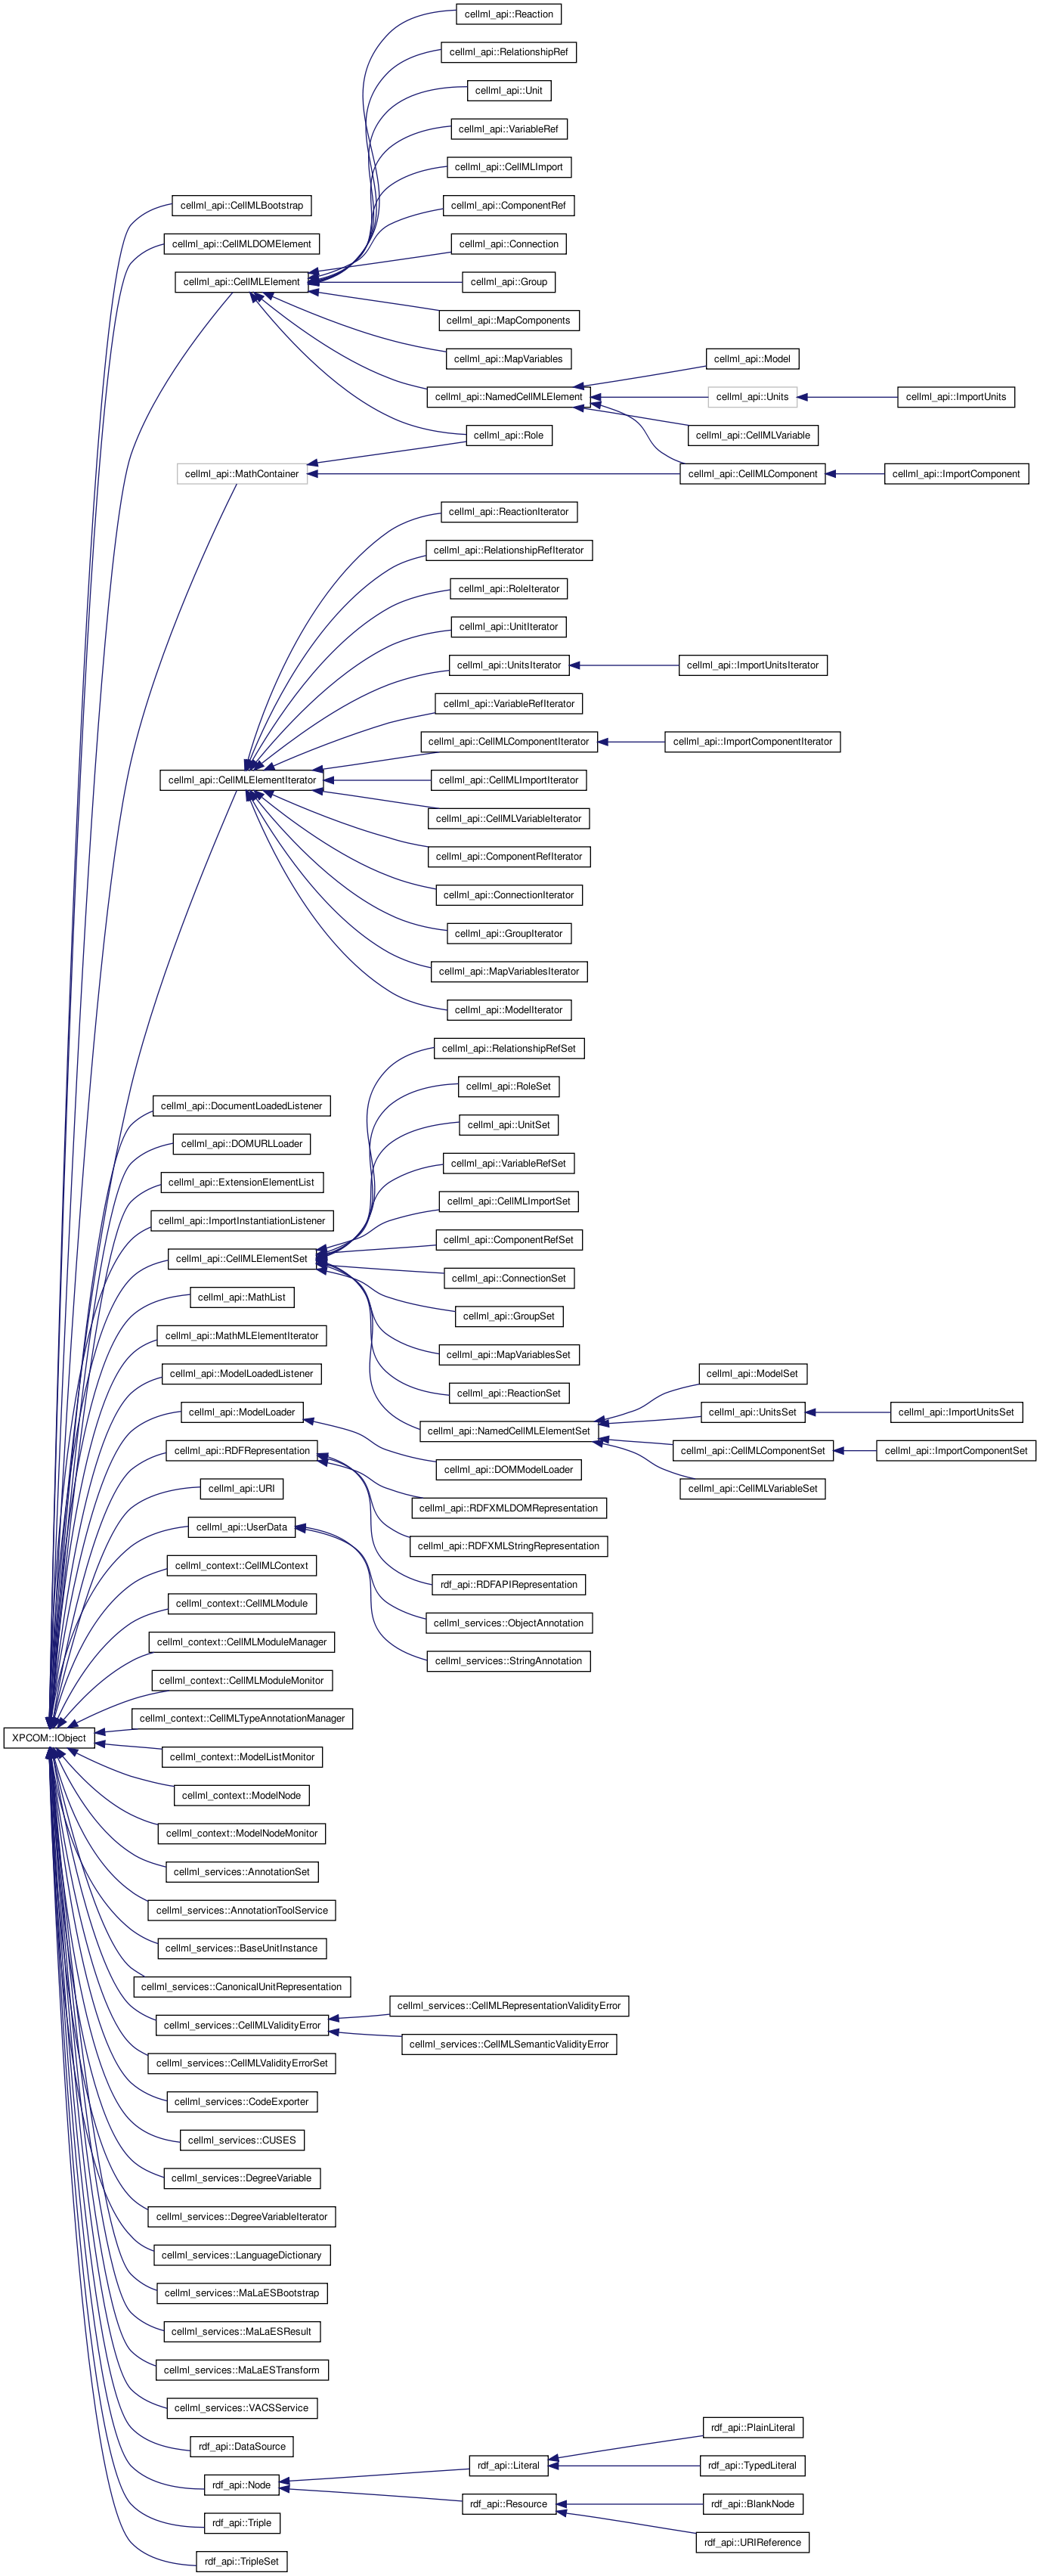 cellml_api::Reaction
cellml_api::RelationshipRef
cellml_api::Unit
cellml_api::VariableRef
cellml_api::CellMLImport
cellml_api::CellMLBootstrap
cellml_api::ComponentRef
cellml_api::CellMLDOMElement
cellml_api::Connection
cellml_api::CellMLElement
cellml_api::Group
cellml_api::MapComponents
cellml_api::MapVariables
cellml_api::Model
cellml_api::NamedCellMLElement
cellml_api::Units
cellml_api::ImportUnits
cellml_api::Role
cellml_api::CellMLVariable
cellml_api::MathContainer
cellml_api::CellMLComponent
cellml_api::ImportComponent
cellml_api::ReactionIterator
cellml_api::RelationshipRefIterator
cellml_api::RoleIterator
cellml_api::UnitIterator
cellml_api::UnitsIterator
cellml_api::ImportUnitsIterator
cellml_api::VariableRefIterator
cellml_api::CellMLComponentIterator
cellml_api::ImportComponentIterator
cellml_api::CellMLElementIterator
cellml_api::CellMLImportIterator
cellml_api::CellMLVariableIterator
cellml_api::ComponentRefIterator
cellml_api::ConnectionIterator
cellml_api::GroupIterator
cellml_api::MapVariablesIterator
cellml_api::ModelIterator
cellml_api::RelationshipRefSet
cellml_api::RoleSet
cellml_api::DocumentLoadedListener
cellml_api::UnitSet
cellml_api::DOMURLLoader
cellml_api::VariableRefSet
cellml_api::ExtensionElementList
cellml_api::CellMLImportSet
cellml_api::ImportInstantiationListener
cellml_api::ComponentRefSet
cellml_api::CellMLElementSet
cellml_api::ConnectionSet
cellml_api::MathList
cellml_api::GroupSet
cellml_api::MathMLElementIterator
cellml_api::MapVariablesSet
cellml_api::ModelLoadedListener
cellml_api::ModelSet
cellml_api::ReactionSet
cellml_api::ModelLoader
cellml_api::UnitsSet
cellml_api::ImportUnitsSet
cellml_api::NamedCellMLElementSet
cellml_api::RDFRepresentation
cellml_api::CellMLComponentSet
cellml_api::ImportComponentSet
cellml_api::DOMModelLoader
cellml_api::URI
cellml_api::CellMLVariableSet
cellml_api::RDFXMLDOMRepresentation
cellml_api::UserData
cellml_api::RDFXMLStringRepresentation
cellml_context::CellMLContext
rdf_api::RDFAPIRepresentation
cellml_context::CellMLModule
cellml_services::ObjectAnnotation
cellml_context::CellMLModuleManager
cellml_services::StringAnnotation
cellml_context::CellMLModuleMonitor
cellml_context::CellMLTypeAnnotationManager
XPCOM::IObject
cellml_context::ModelListMonitor
cellml_context::ModelNode
cellml_context::ModelNodeMonitor
cellml_services::AnnotationSet
cellml_services::AnnotationToolService
cellml_services::BaseUnitInstance
cellml_services::CanonicalUnitRepresentation
cellml_services::CellMLRepresentationValidityError
cellml_services::CellMLValidityError
cellml_services::CellMLSemanticValidityError
cellml_services::CellMLValidityErrorSet
cellml_services::CodeExporter
cellml_services::CUSES
cellml_services::DegreeVariable
cellml_services::DegreeVariableIterator
cellml_services::LanguageDictionary
cellml_services::MaLaESBootstrap
cellml_services::MaLaESResult
cellml_services::MaLaESTransform
cellml_services::VACSService
rdf_api::PlainLiteral
rdf_api::DataSource
rdf_api::Literal
rdf_api::TypedLiteral
rdf_api::Node
rdf_api::Resource
rdf_api::BlankNode
rdf_api::Triple
rdf_api::URIReference
rdf_api::TripleSet